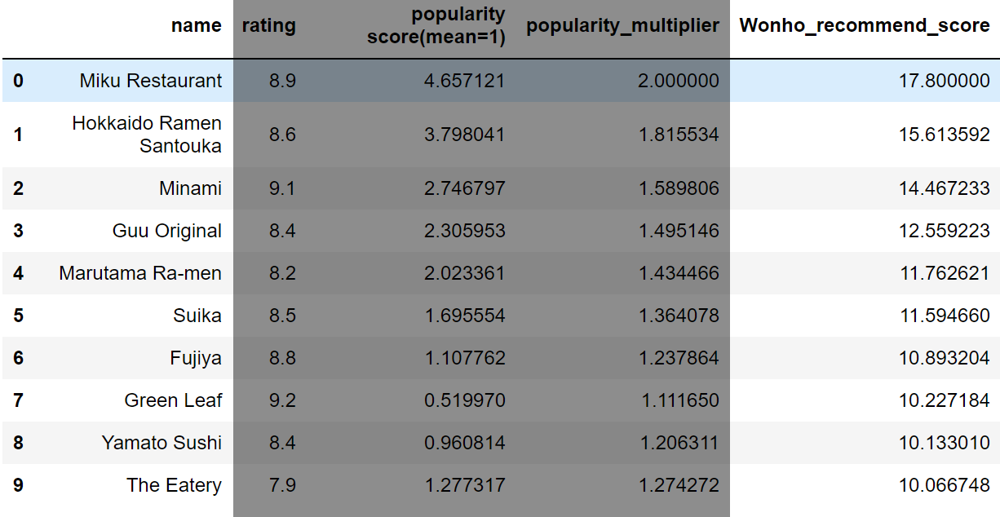 name rating popularity score(mean=1) popularity_multiplier Wonho_recommend_score
0 Miku Restaurant 8.9 4.657121 2.000000 17.800000
1 Hokkaido Ramen Santouka 8.6 3.798041 1.815534 15.613592
2 Minami 9.1 2.746797 1.589806 14.467233
3 Guu Original 8.4 2.305953 1.495146 12.559223
4 Marutama Ra-men 8.2 2.023361 1.434466 11.762621
5 Suika 8.5 1.695554 1.364078 11.594660
6 Fujiya 8.8 1.107762 1.237864 10.893204
7 Green Leaf 9.2 0.519970 1.111650 10.227184
8 Yamato Sushi 8.4 0.960814 1.206311 10.133010
9 The Eatery 7.9 1.277317 1.274272 10.066748